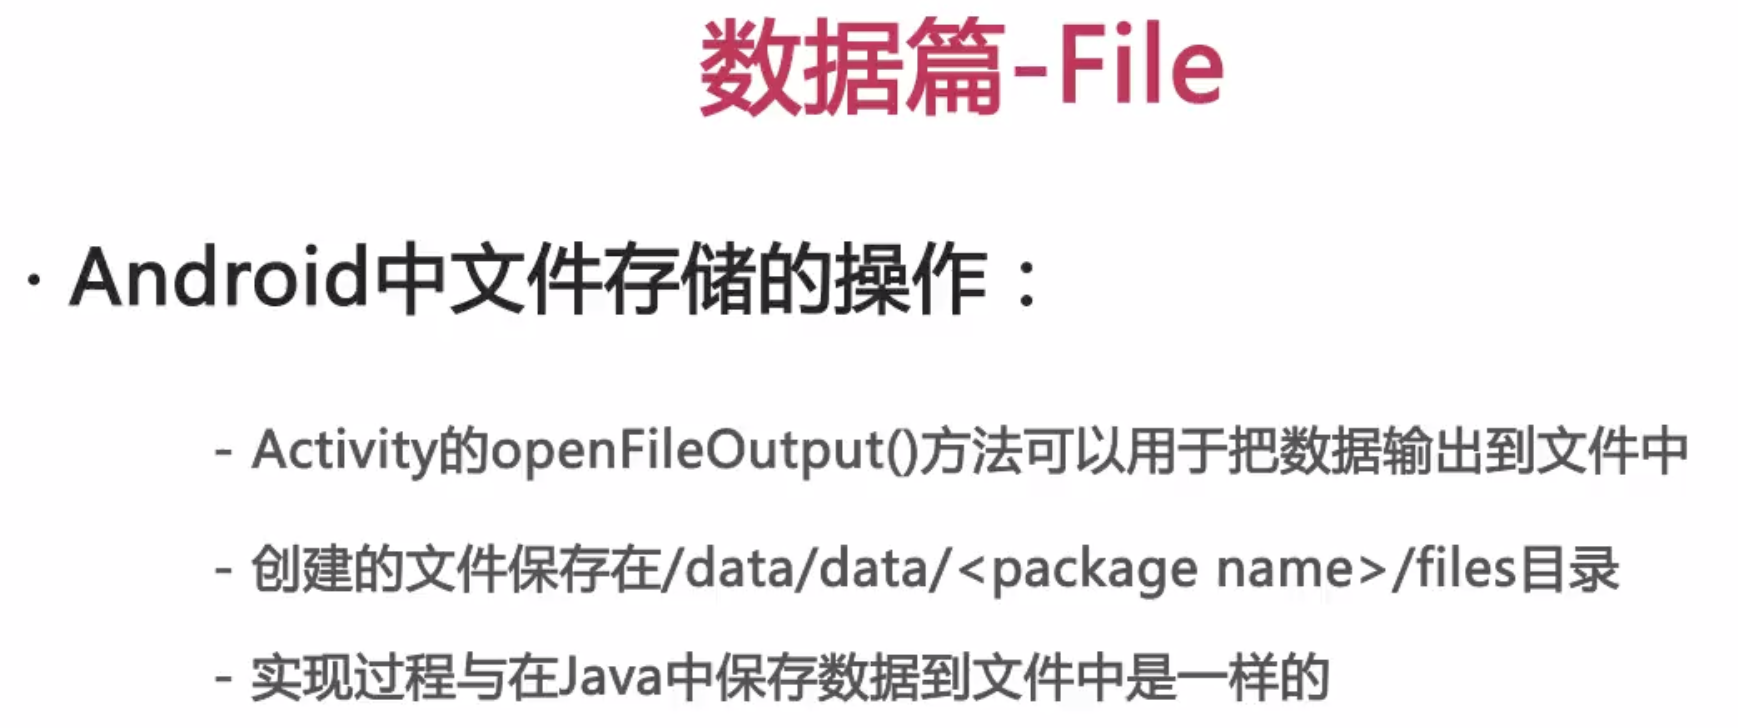 数据篇-File
· Android中文件存储的操作：
- Activity的openFileOutput()方法可以用于把数据输出到文件中
- 创建的文件保存在/data/data/<package name>/files目录
- 实现过程与在Java中保存数据到文件中是一样的